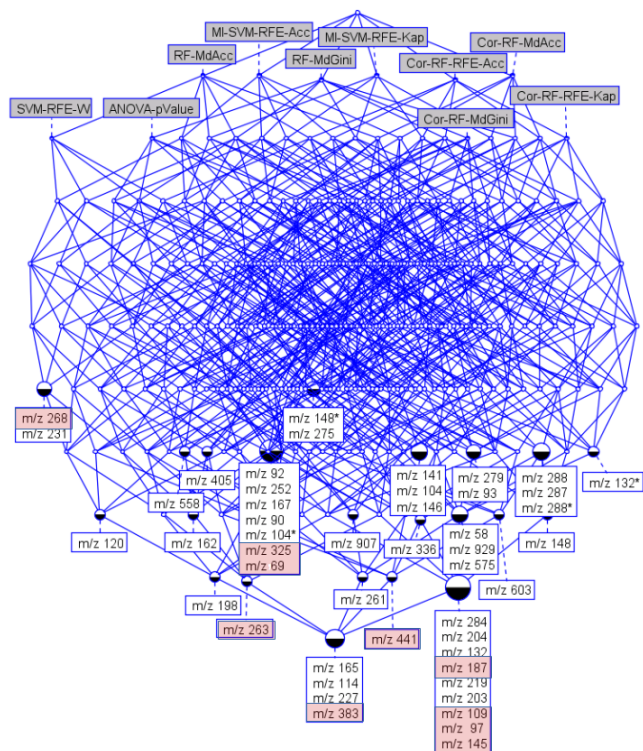 MI-SVM-RFE-Acc
MI-SVM-RFE-Kap
Cor-RF-MdAcc
RF-MdAcc
RF-MdGini
Cor-RF-RFE-Acc
SVM-RFE-W
ANOVA-pValue
Cor-RF-RFE-Kap
Cor-RF-MdGini
m/z 268
m/z 231
m/z 148*
m/z 275
m/z 405
m/z 558
m/z 92
m/z 252
m/z 167
m/z 90
m/z 104*
m/z 325
m/z 69
m/z 141
m/z 104
m/z 146
m/z 279
m/z 93
m/z 288
m/z 287
m/z 288*
m/z 132*
m/z 120
m/z 162
m/z 907
m/z 336
m/z 58
m/z 929
m/z 575
m/z 148
m/z 198
m/z 263
m/z 261
m/z 441
m/z 603
m/z 165
m/z 114
m/z 227
m/z 383
m/z 284
m/z 204
m/z 132
m/z 187
m/z 219
m/z 203
m/z 109
m/z 97
m/z 145